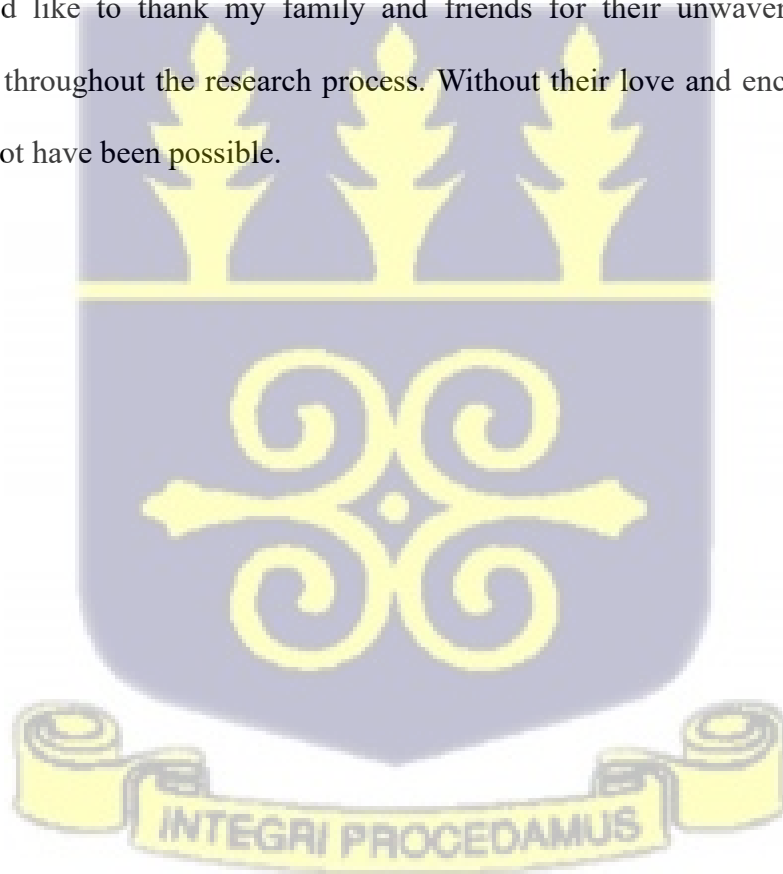 d like to thank my family and friends for their unwaver
throughout the research process. Without their love and enc
ot have been possible.
INTEGRI PROCEDAMUS